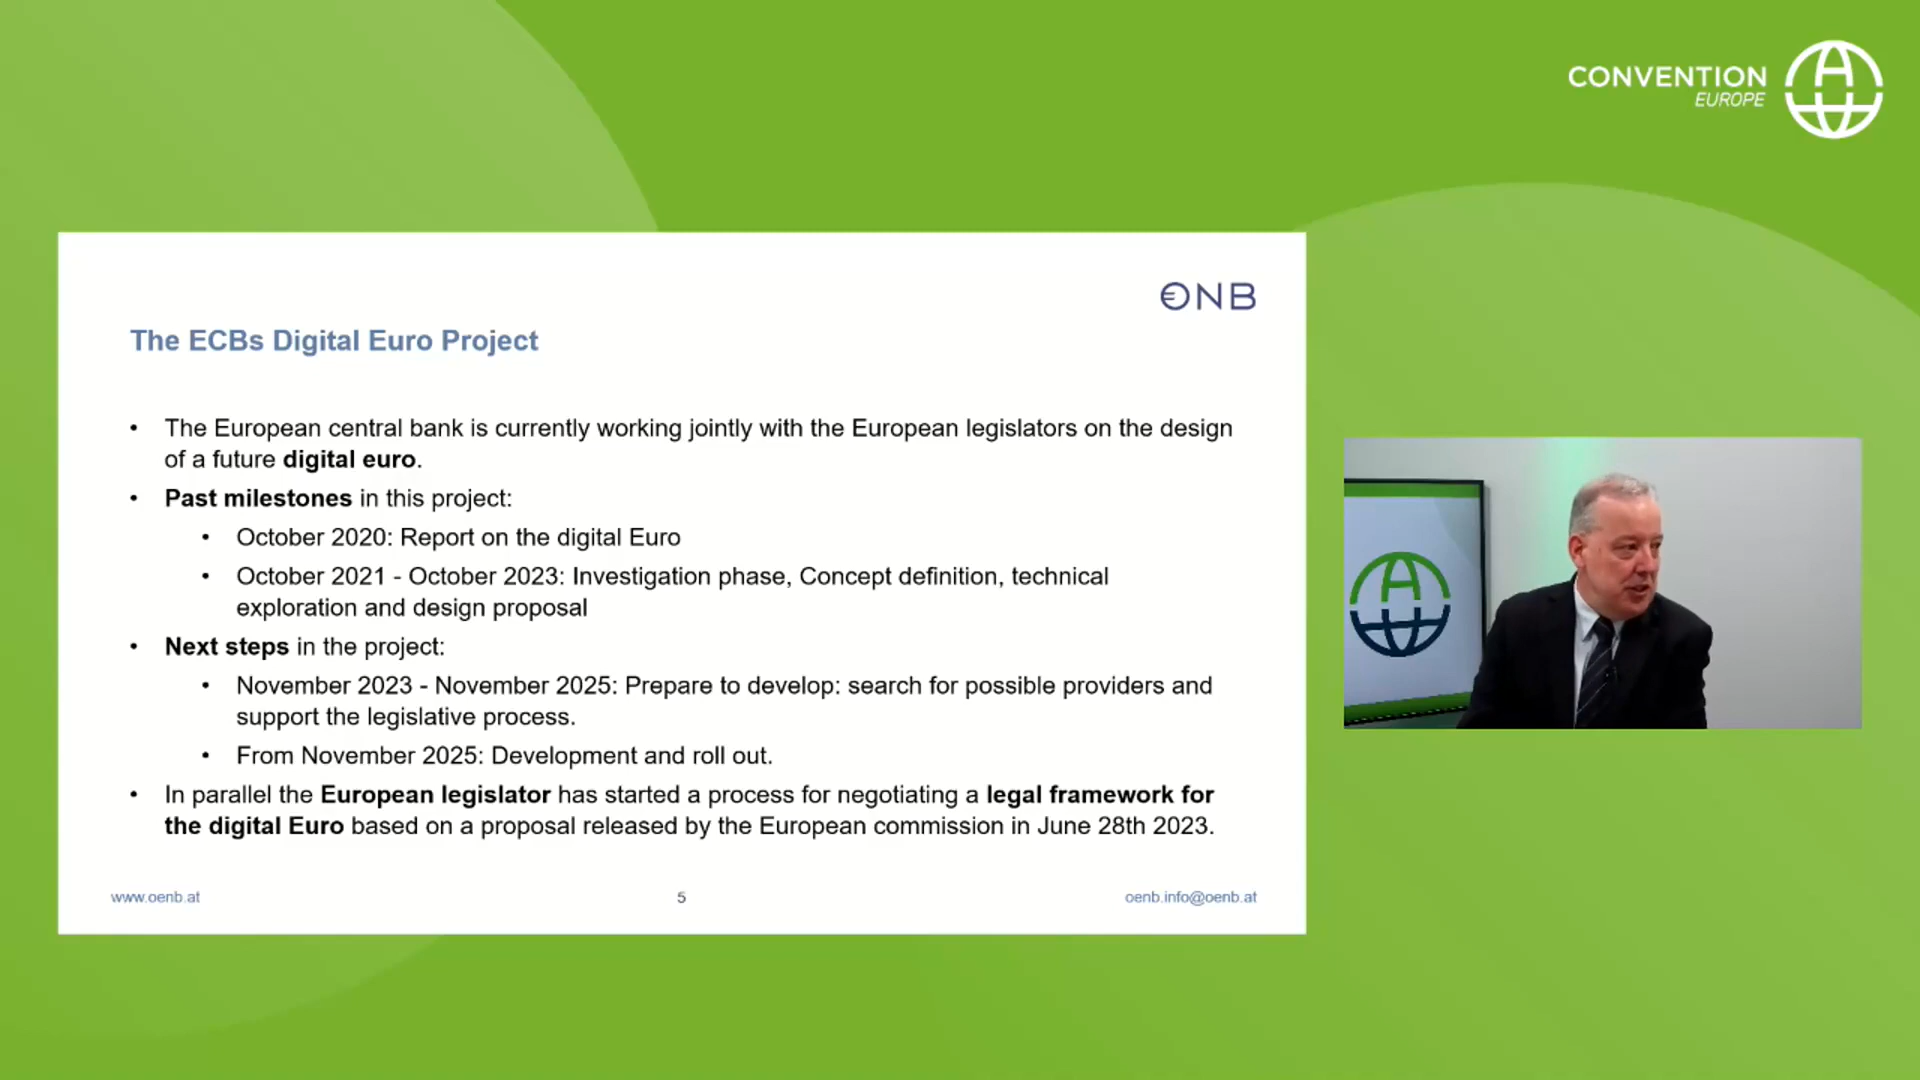 CONVENTION
EUROPE
ONB
The ECBs Digital Euro Project
• The European central bank is currently working jointly with the European legislators on the design
of a future digital euro.
• Past milestones in this project:
• October 2020: Report on the digital Euro
• October 2021 - October 2023: Investigation phase, Concept definition, technical
exploration and design proposal
• Next steps in the project:
• November 2023 - November 2025: Prepare to develop: search for possible providers and
support the legislative process.
• From November 2025: Development and roll out.
• In parallel the European legislator has started a process for negotiating a legal framework for
the digital Euro based on a proposal released by the European commission in June 28th 2023.
www.oenb.at
5
oenb.info@oenb.at